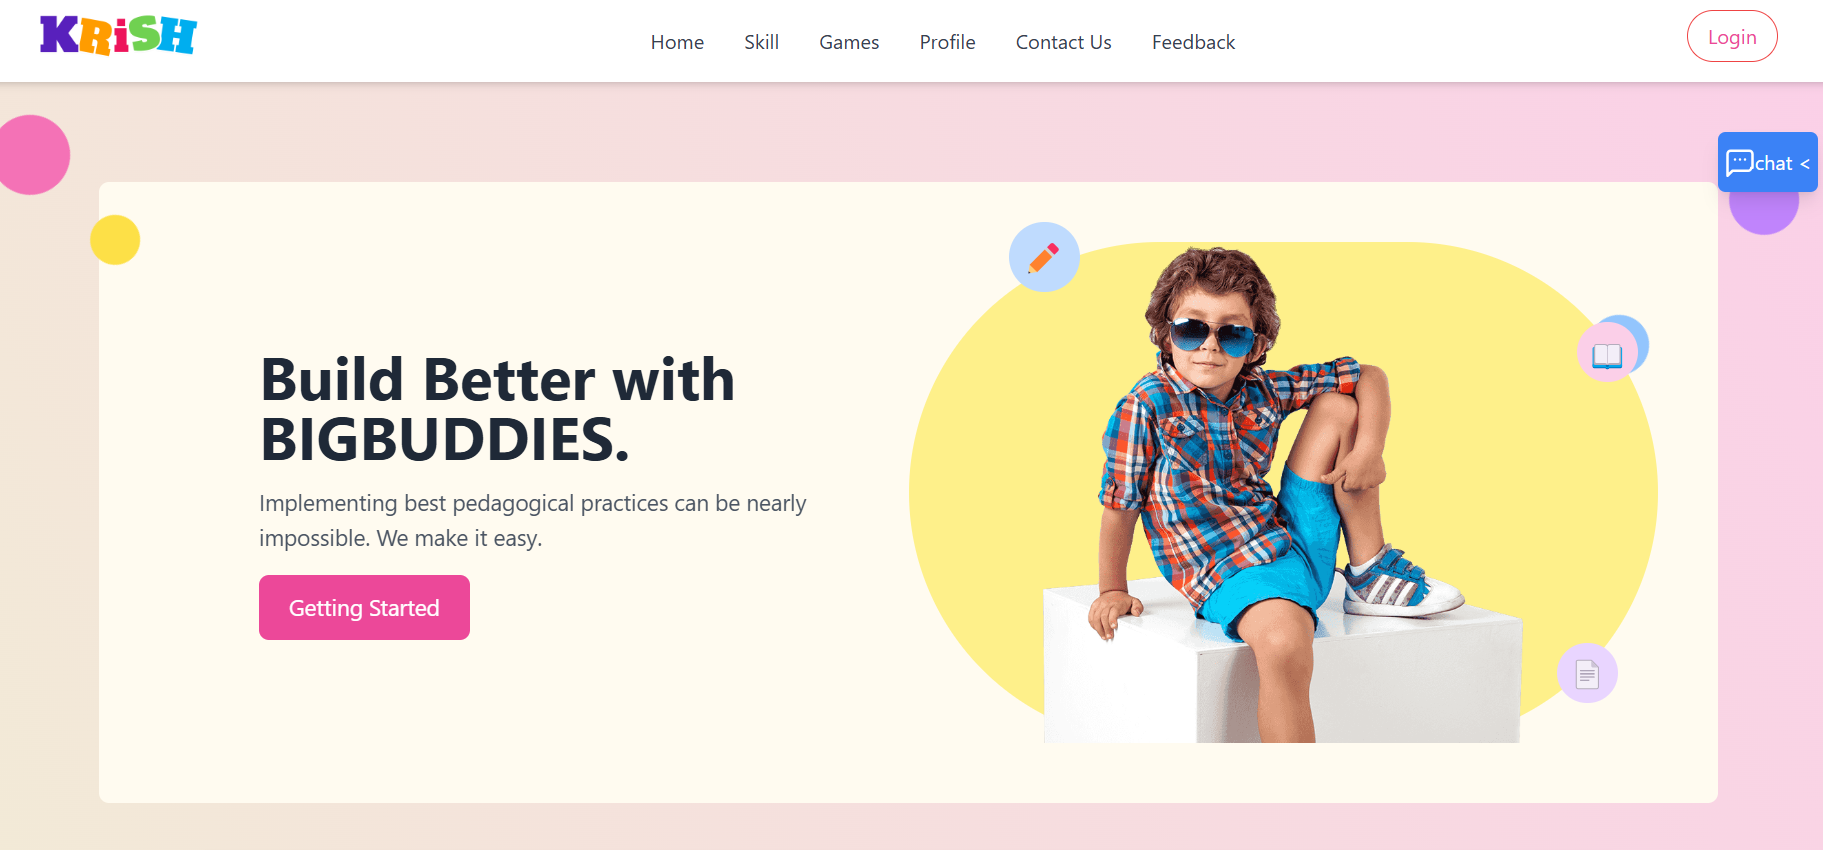 KRiSH
Home Skill Games Profile Contact Us Feedback
Login
chat <
Build Better with
BIGBUDDIES.
Implementing best pedagogical practices can be nearly
impossible. We make it easy.
Getting Started